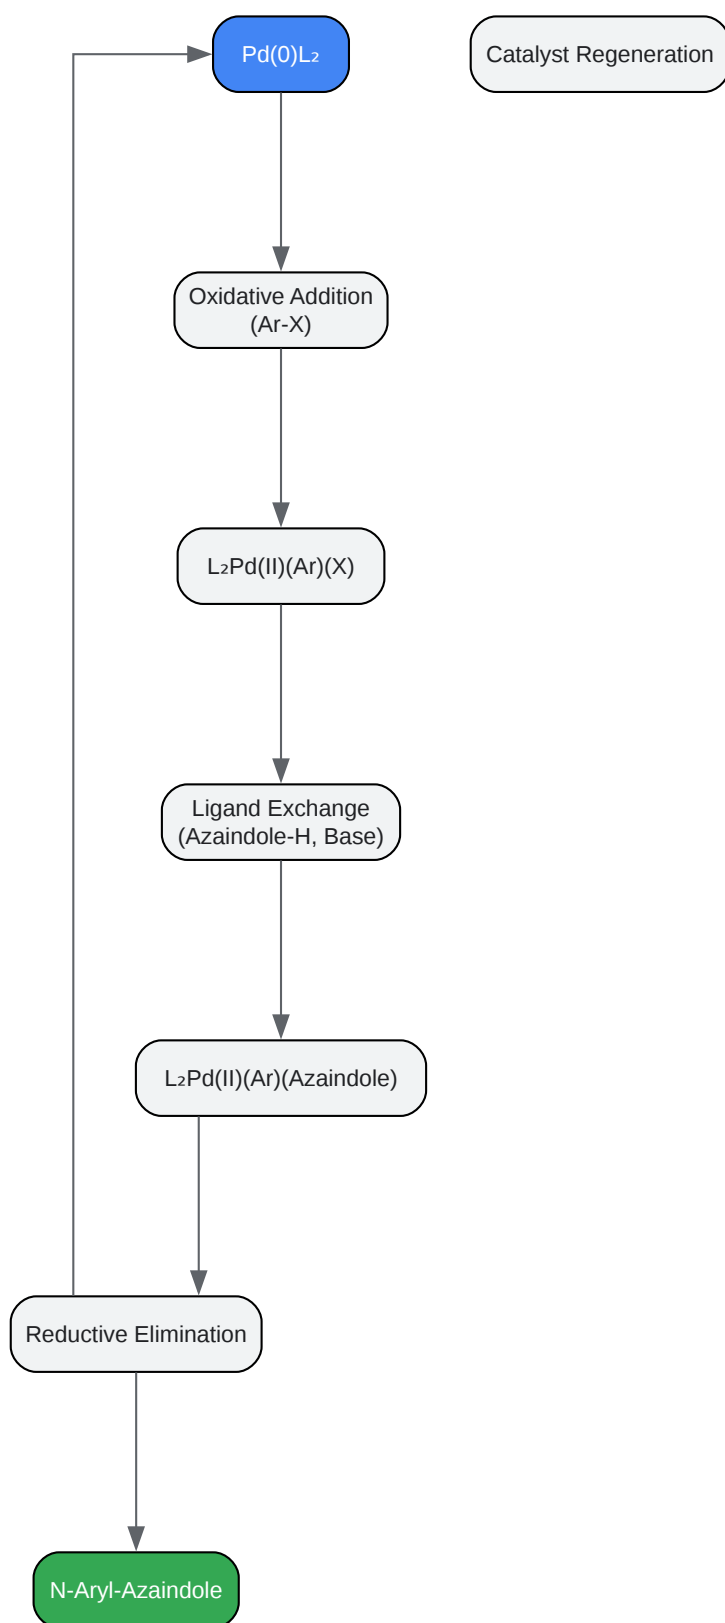 Pd(0)L₂
Catalyst Regeneration
Oxidative Addition
(Ar-X)
L₂Pd(II)(Ar)(X)
Ligand Exchange
(Azaindole-H, Base)
L₂Pd(II)(Ar)(Azaindole)
Reductive Elimination
N-Aryl-Azaindole